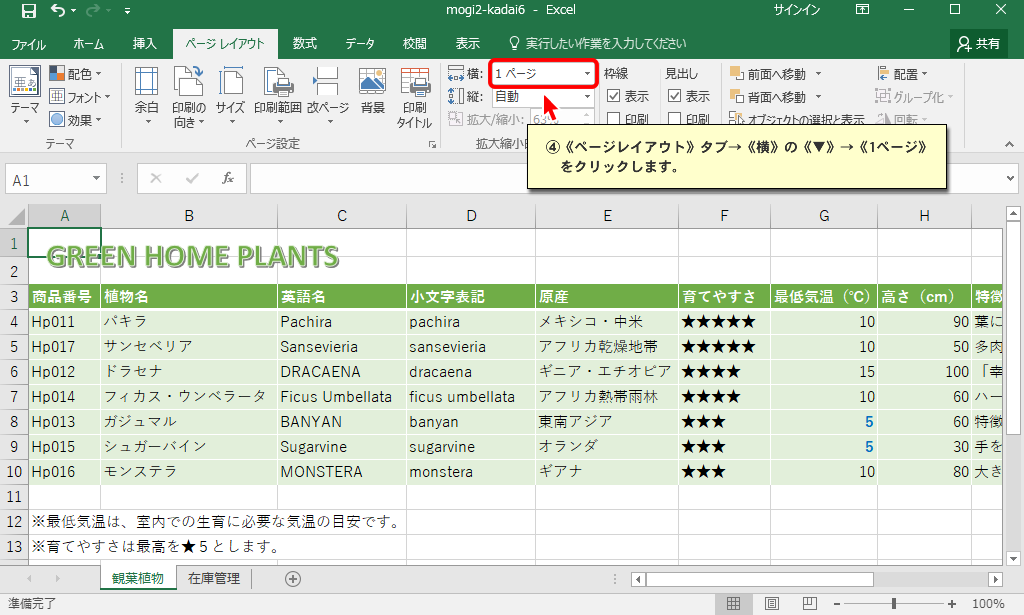 mogi2-kadai6 - Excel
サインイン
ファイル ホーム 挿入 ページ レイアウト 数式 データ 校閲 表示 実行したい作業を入力してください 共有
配色 横: 1 ページ 枠線 見出し 前面へ移動 配置
テーマ フォント 余白 印刷の向き サイズ 印刷範囲 改ページ 背景 印刷タイトル 縦: 自動 表示 表示 背面へ移動 グループ化
効果 拡大/縮小: 63% 印刷 印刷 オブジェクトの選択と表示 回転
テーマ ページ設定 拡大縮小印
④《ページレイアウト》タブ→《横》の《▼》→《1ページ》
をクリックします。
A1 fx
A B C D E F G H
1 GREEN HOME PLANTS
2
3 商品番号 植物名 英語名 小文字表記 原産 育てやすさ 最低気温（℃） 高さ（cm） 特徴
4 Hp011 パキラ Pachira pachira メキシコ・中米 ★★★★★ 10 90 葉に
5 Hp017 サンセベリア Sansevieria sansevieria アフリカ乾燥地帯 ★★★★★ 10 50 多肉
6 Hp012 ドラセナ DRACAENA dracaena ギニア・エチオピア ★★★★ 15 100 「幸
7 Hp014 フィカス・ウンベラータ Ficus Umbellata ficus umbellata アフリカ熱帯雨林 ★★★★ 10 60 ハー
8 Hp013 ガジュマル BANYAN banyan 東南アジア ★★★ 5 60 特徴
9 Hp015 シュガーバイン Sugarvine sugarvine オランダ ★★★ 5 30 手を
10 Hp016 モンステラ MONSTERA monstera ギアナ ★★★ 10 80 大き
11
12 ※最低気温は、室内での生育に必要な気温の目安です。
13 ※育てやすさは最高を★５とします。
観葉植物 在庫管理
準備完了 100%